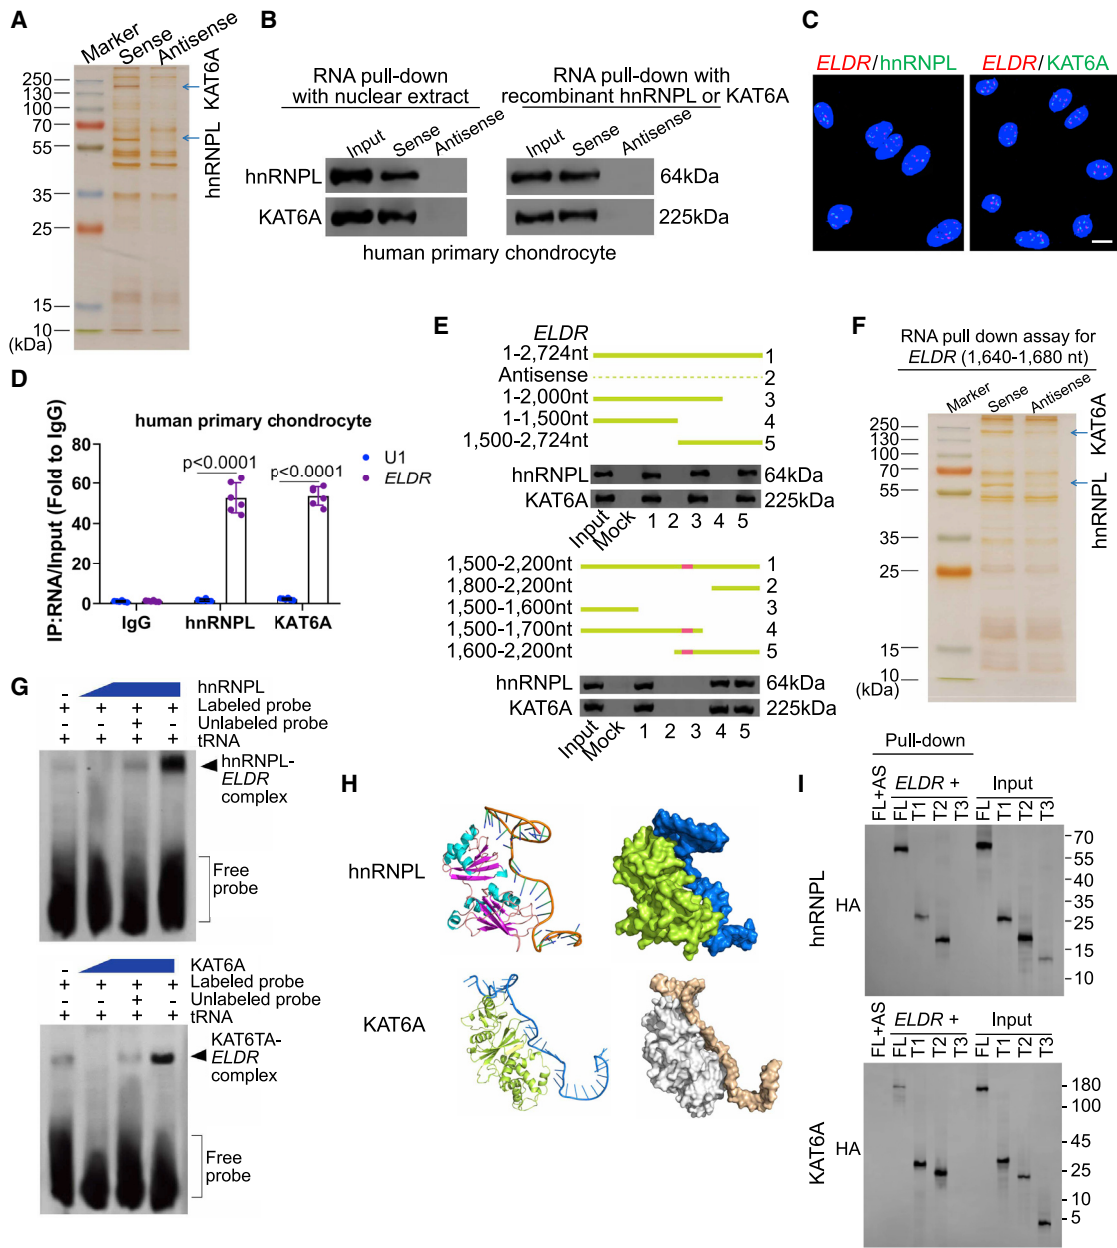 A
Marker
Sense
Antisense
250
130
100
70
55
35
25
15
10
(kDa)
KAT6A
hnRNPL
B
RNA pull-down with nuclear extract
RNA pull-down with recombinant hnRNPL or KAT6A
Input Sense Antisense
Input Sense Antisense
hnRNPL
64kDa
KAT6A
225kDa
human primary chondrocyte
C
ELDR/hnRNPL
ELDR/KAT6A
D
human primary chondrocyte
IP:RNA/Input (Fold to IgG)
80
60
40
20
0
p<0.0001
p<0.0001
U1
ELDR
IgG
hnRNPL
KAT6A
E
ELDR
1-2,724nt 1
Antisense 2
1-2,000nt 3
1-1,500nt 4
1,500-2,724nt 5
hnRNPL 64kDa
KAT6A 225kDa
Input Mock 1 2 3 4 5
1,500-2,200nt 1
1,800-2,200nt 2
1,500-1,600nt 3
1,500-1,700nt 4
1,600-2,200nt 5
hnRNPL 64kDa
KAT6A 225kDa
Input Mock 1 2 3 4 5
F
RNA pull down assay for
ELDR (1,640-1,680 nt)
Marker
Sense
Antisense
250
130
100
70
55
35
25
15
10
(kDa)
KAT6A
hnRNPL
G
- hnRNPL
+ + + + Labeled probe
- - + - Unlabeled probe
+ + + + tRNA
hnRNPL-
ELDR
complex
Free
probe
- KAT6A
+ + + + Labeled probe
- - + - Unlabeled probe
+ + + + tRNA
KAT6TA-
ELDR
complex
Free
probe
H
hnRNPL
KAT6A
I
Pull-down
ELDR +
Input
FL+AS FL T1 T2 T3 FL T1 T2 T3
hnRNPL
HA
70
55
40
35
25
15
10
ELDR +
Input
FL+AS FL T1 T2 T3 FL T1 T2 T3
KAT6A
HA
180
100
45
25
10
5